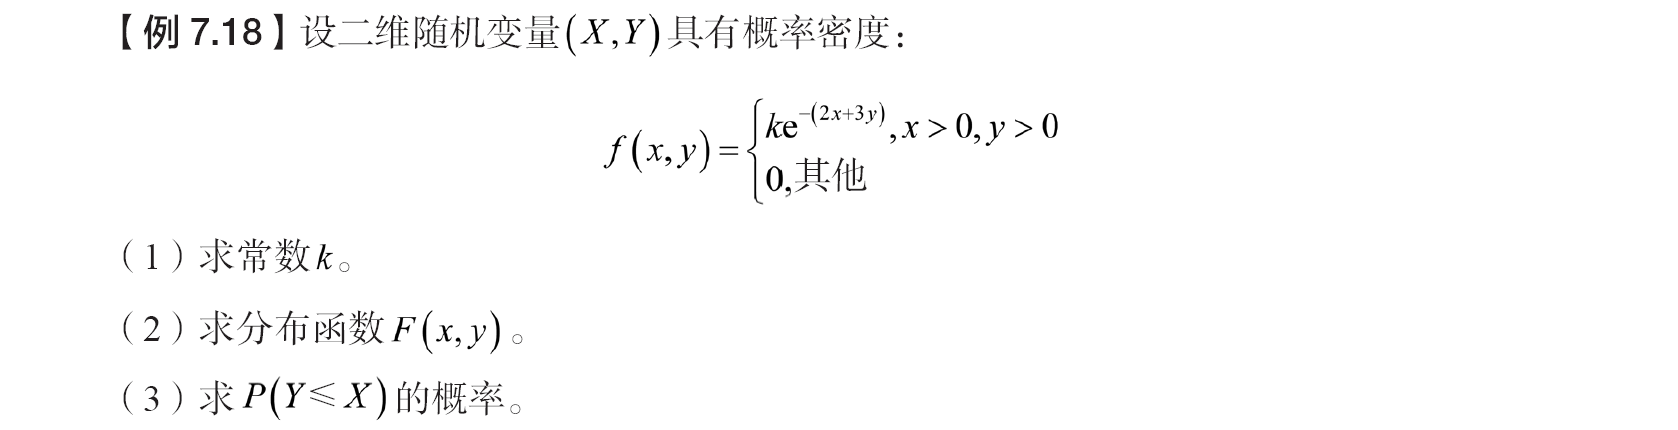 【例 7.18】设二维随机变量(X,Y)具有概率密度：
f(x,y)={ke^{-(2x+3y)},x>0,y>0
0,其他
（1）求常数k。
（2）求分布函数F(x,y)。
（3）求P(Y⩽X)的概率。